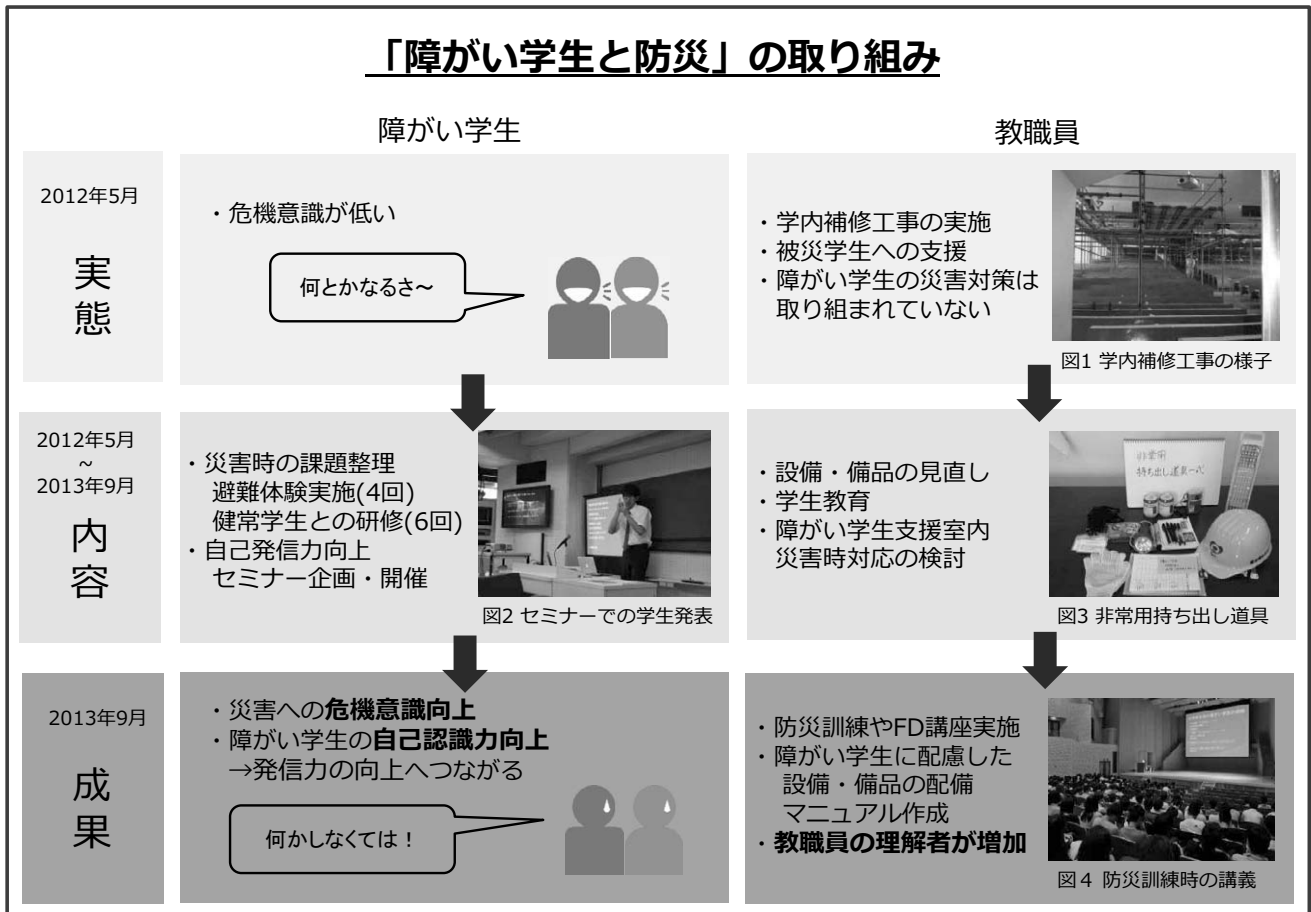 「障がい学生と防災」の取り組み
障がい学生
教職員
2012年5月
実
態
・危機意識が低い
何とかなるさ～
・学内補修工事の実施
・被災学生への支援
・障がい学生の災害対策は
取り組まれていない
図1 学内補修工事の様子
2012年5月
~
2013年9月
内
容
・災害時の課題整理
避難体験実施(4回)
健常学生との研修(6回)
・自己発信力向上
セミナー企画・開催
図2 セミナーでの学生発表
・設備・備品の見直し
・学生教育
・障がい学生支援室内
災害時対応の検討
非常用
持ち出し道具一式
図3 非常用持ち出し道具
2013年9月
成
果
・災害への危機意識向上
・障がい学生の自己認識力向上
→発信力の向上へつながる
何かしなくては！
・防災訓練やFD講座実施
・障がい学生に配慮した
設備・備品の配備
マニュアル作成
・教職員の理解者が増加
図４ 防災訓練時の講義